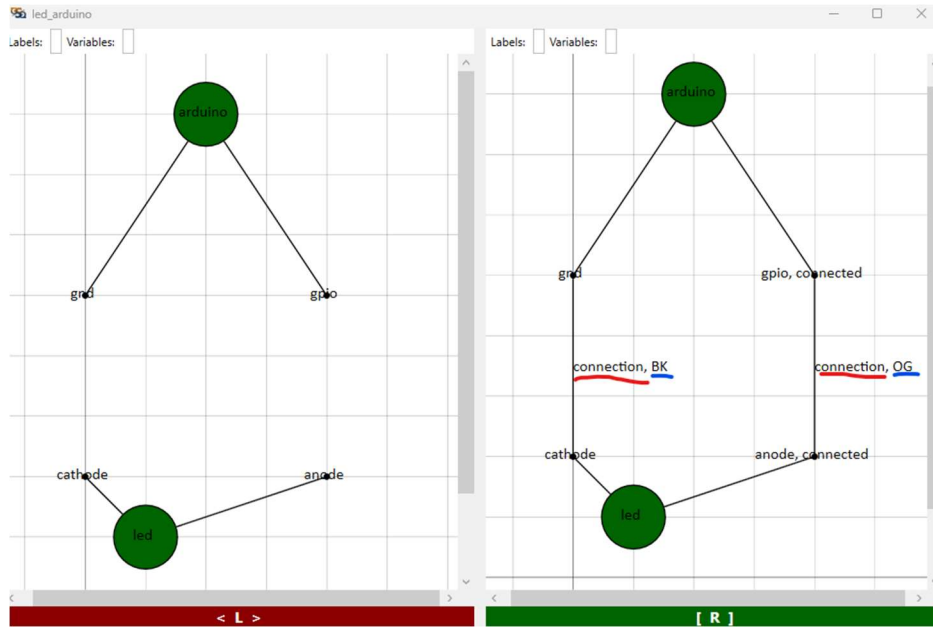 led_arduino
Labels: Variables:
Labels: Variables:
arduino
gnd
gpio
cathode
anode
led
< L >
arduino
gnd
gpio, connected
connection, BK
connection, OG
cathode
anode, connected
led
[ R ]